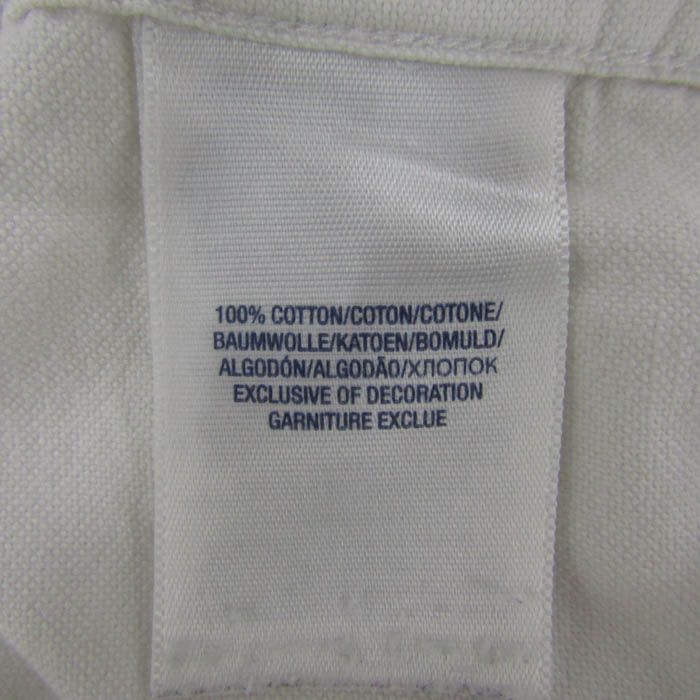 100% COTTON/COTON/COTONE/
BAUMWOLLE/KATOEN/BOMULD/
ALGODÓN/ALGODÃO/ХЛОПОК
EXCLUSIVE OF DECORATION
GARNITURE EXCLUE